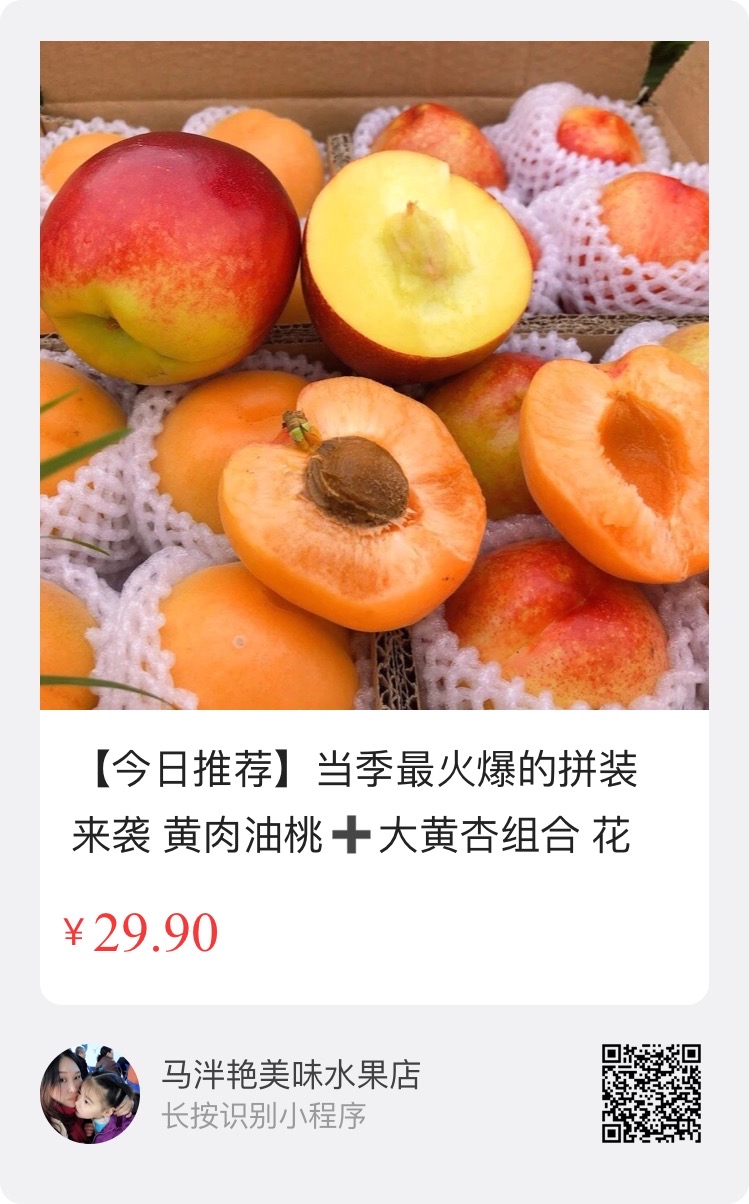 【今日推荐】当季最火爆的拼装
来袭 黄肉油桃➕大黄杏组合 花
¥29.90
马泮艳美味水果店
长按识别小程序